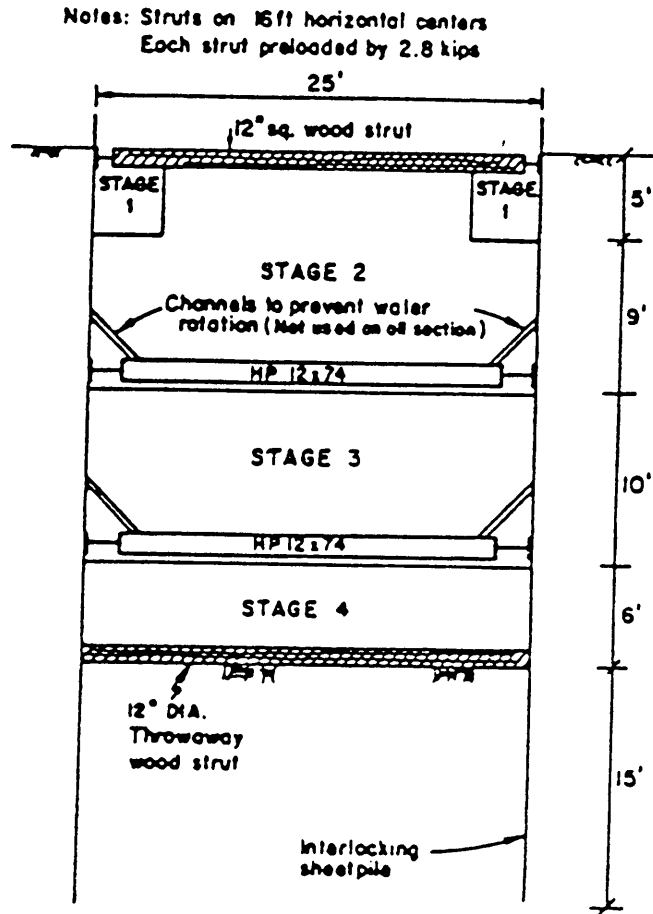 Notes: Struts on 16ft horizontal centers
Each strut preloaded by 2.8 kips
25'
12" sq. wood strut
STAGE
1
STAGE
1
5'
STAGE 2
Channels to prevent water
rotation (Not used on all section)
9'
HP 12x74
STAGE 3
10'
HP 12x74
STAGE 4
6'
12" DIA.
Throwaway
wood strut
15'
Interlocking
sheetpile